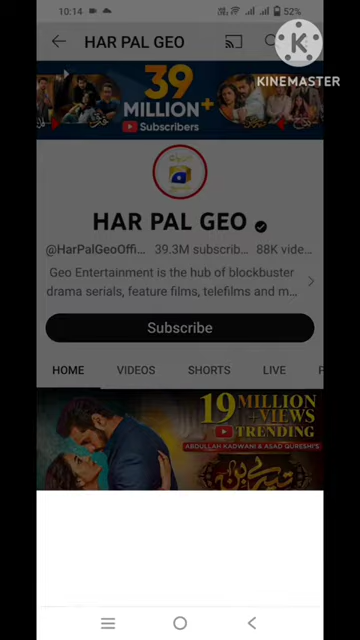 10:14
52%
HAR PAL GEO
KINEMASTER
39
MILLION+
Subscribers
HAR PAL GEO
@HarPalGeoOffi... 39.3M subscrib... 88K vide...
Geo Entertainment is the hub of blockbuster
drama serials, feature films, telefilms and m...
Subscribe
HOME VIDEOS SHORTS LIVE P
19 MILLION
+VIEWS
TRENDING
ABDULLAH KADWANI & ASAD QURESHI'S
تیرے بن